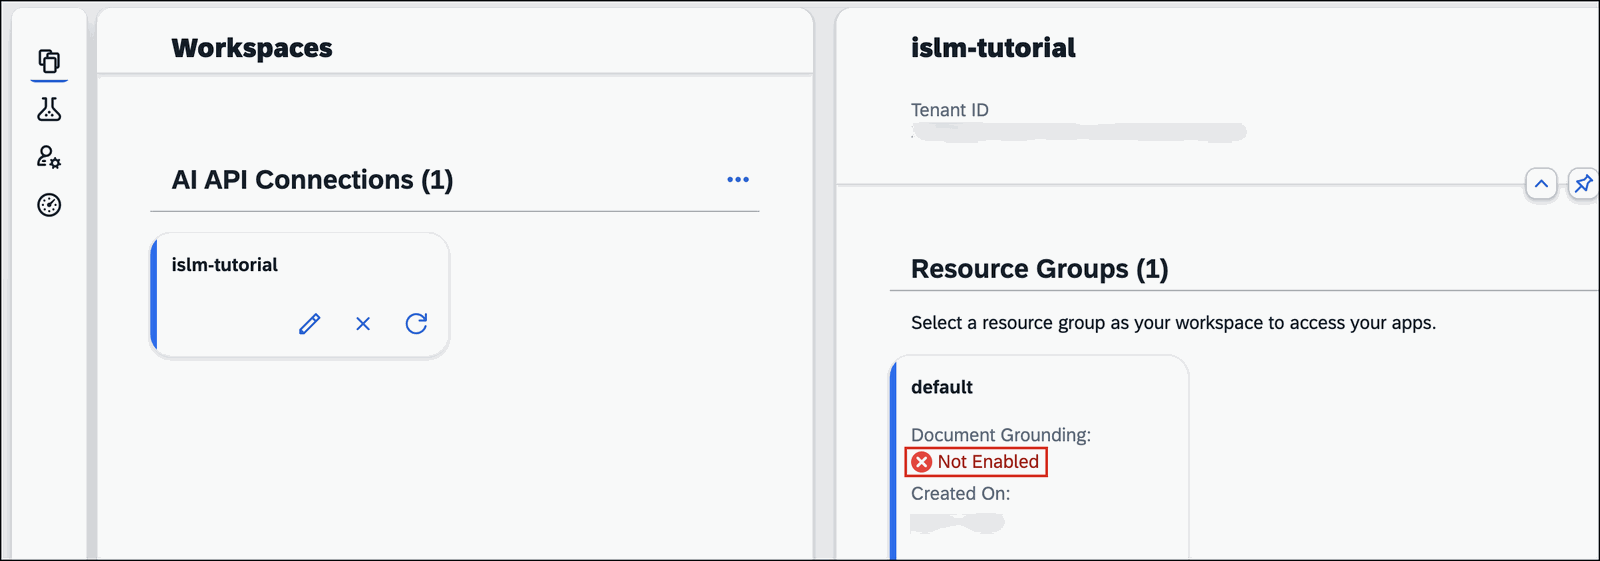 Workspaces
AI API Connections (1)
islm-tutorial
islm-tutorial
Tenant ID
Resource Groups (1)
Select a resource group as your workspace to access your apps.
default
Document Grounding:
Not Enabled
Created On: